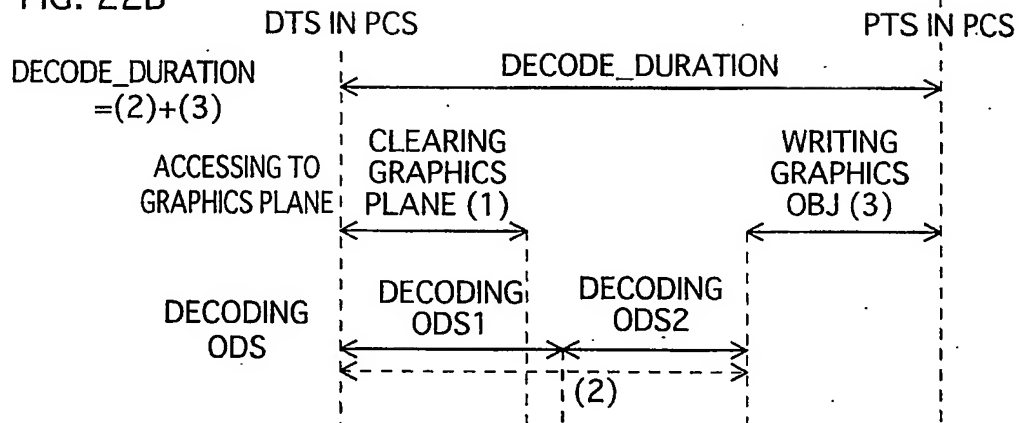 FIG. 22B
DTS IN PCS
PTS IN PCS
DECODE_DURATION
=(2)+(3)
DECODE_DURATION
ACCESSING TO
GRAPHICS PLANE
CLEARING
GRAPHICS
PLANE (1)
WRITING
GRAPHICS
OBJ (3)
DECODING
ODS
DECODING
ODS1
DECODING
ODS2
(2)